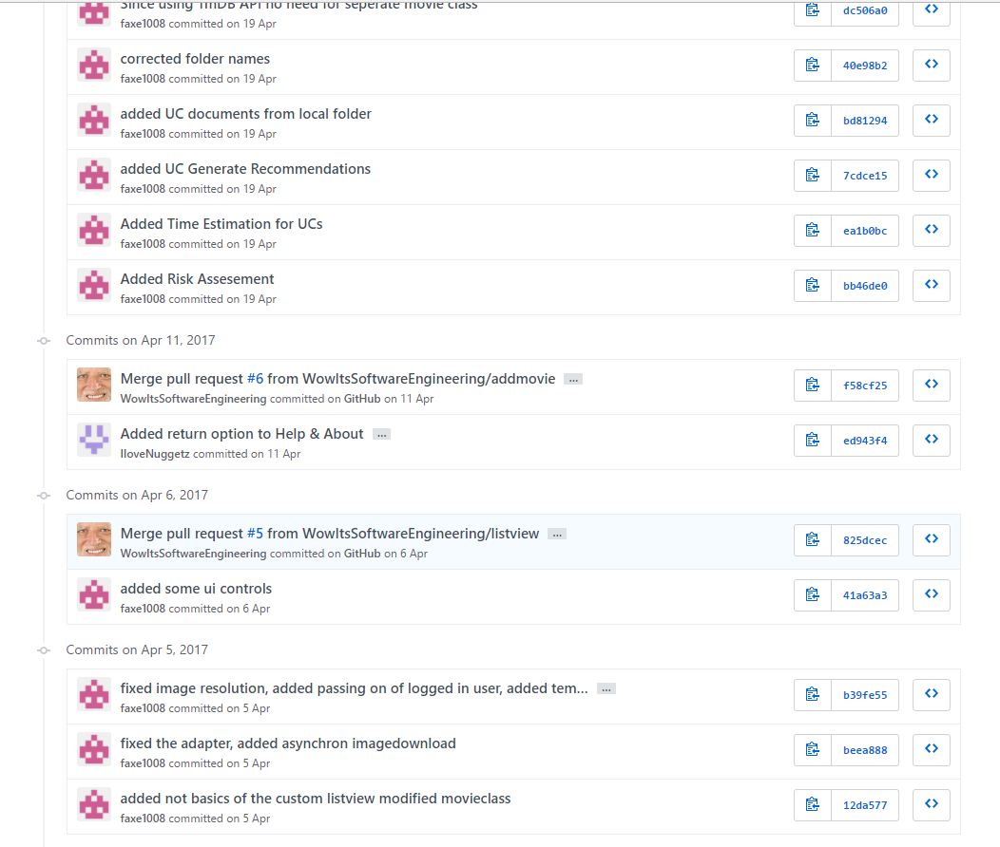 Since using TmDB API no need for seperate movie class
faxe1008 committed on 19 Apr
dc506a0
corrected folder names
faxe1008 committed on 19 Apr
40e98b2
added UC documents from local folder
faxe1008 committed on 19 Apr
bd81294
added UC Generate Recommendations
faxe1008 committed on 19 Apr
7cdce15
Added Time Estimation for UCs
faxe1008 committed on 19 Apr
ea1b0bc
Added Risk Assesement
faxe1008 committed on 19 Apr
bb46de0
Commits on Apr 11, 2017
Merge pull request #6 from WowItsSoftwareEngineering/addmovie ...
WowItsSoftwareEngineering committed on GitHub on 11 Apr
f58cf25
Added return option to Help & About ...
IloveNuggetz committed on 11 Apr
ed943f4
Commits on Apr 6, 2017
Merge pull request #5 from WowItsSoftwareEngineering/listview ...
WowItsSoftwareEngineering committed on GitHub on 6 Apr
825dcec
added some ui controls
faxe1008 committed on 6 Apr
41a63a3
Commits on Apr 5, 2017
fixed image resolution, added passing on of logged in user, added tem... ...
faxe1008 committed on 5 Apr
b39fe55
fixed the adapter, added asynchron imagedownload
faxe1008 committed on 5 Apr
beea888
added not basics of the custom listview modified movieclass
faxe1008 committed on 5 Apr
12da577